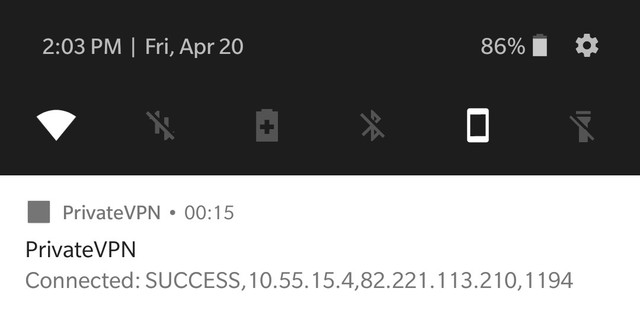 2:03 PM | Fri, Apr 20 86%
PrivateVPN • 00:15
PrivateVPN
Connected: SUCCESS,10.55.15.4,82.221.113.210,1194